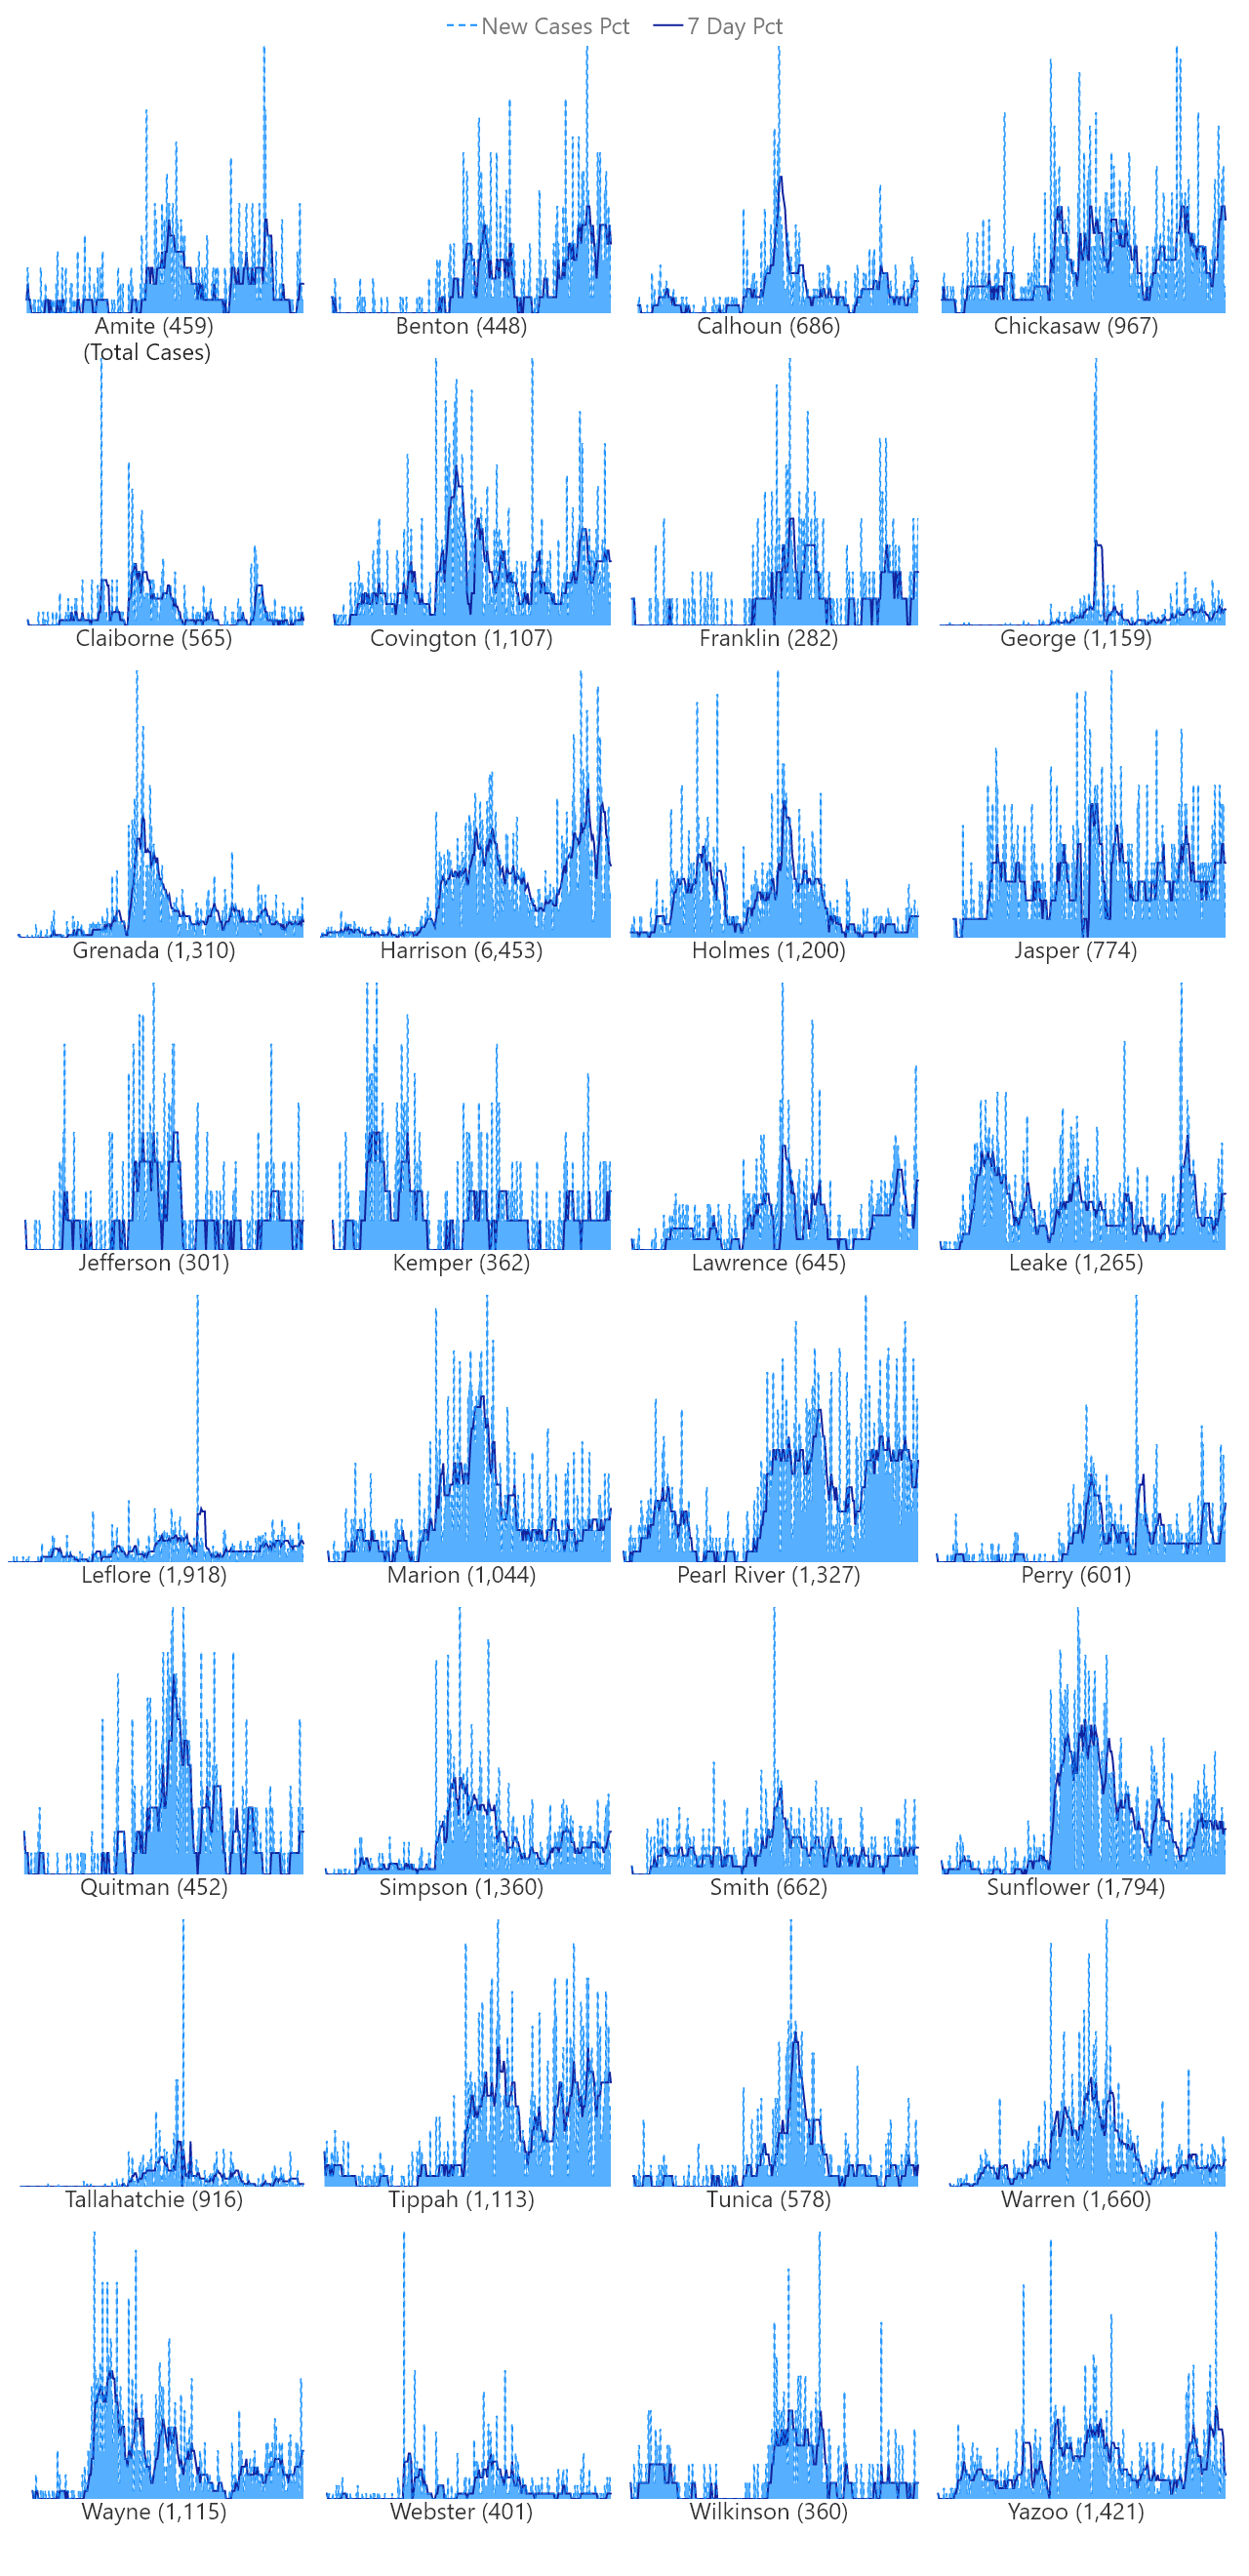 New Cases Pct 7 Day Pct
Amite (459) Benton (448) Calhoun (686) Chickasaw (967)
(Total Cases)
Claiborne (565) Covington (1,107) Franklin (282) George (1,159)
Grenada (1,310) Harrison (6,453) Holmes (1,200) Jasper (774)
Jefferson (301) Kemper (362) Lawrence (645) Leake (1,265)
Leflore (1,918) Marion (1,044) Pearl River (1,327) Perry (601)
Quitman (452) Simpson (1,360) Smith (662) Sunflower (1,794)
Tallahatchie (916) Tippah (1,113) Tunica (578) Warren (1,660)
Wayne (1,115) Webster (401) Wilkinson (360) Yazoo (1,421)